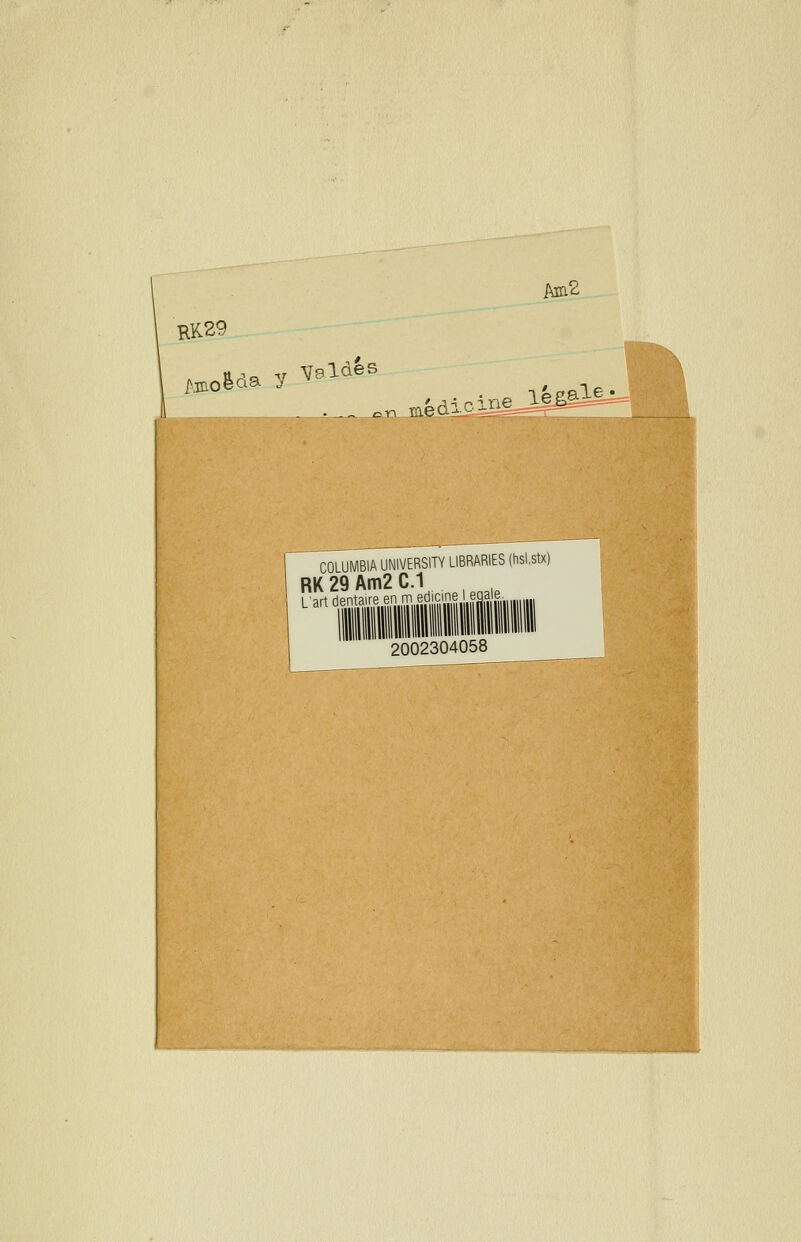 Am2
RK29
Amoëda y Valdés
en médicine légale.
COLUMBIA UNIVERSITY LIBRARIES (hsl,stx)
RK 29 Am2 C.1
L'art dentaire en m edicine l egale.
2002304058